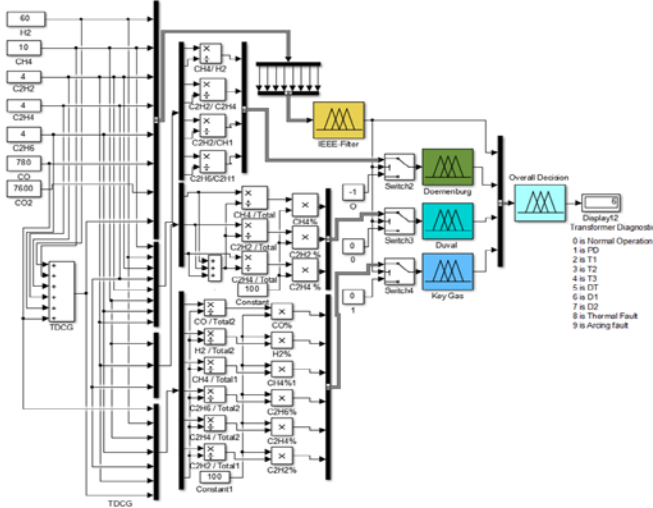 60
H2
10
CH4
4
C2H2
4
C2H4
4
C2H6
780
CO
7600
CO2
TDCG
TDCG
CH4/ H2
C2H2/ C2H4
C2H2/CH1
C2H6/C2H1
CH4 / Total
C2H2 / Total
C2H4 / Total
100
Constant
CH4%
C2H2 %
C2H4 %
CO / Total2
H2 / Total2
CH4 / Total1
C2H6 / Total2
C2H4 / Total2
C2H2 / Total1
100
Constant1
CO%
H2%
CH4%1
C2H6%
C2H4%
C2H2%
IEEE-Filter
-1
O
Switch2
Doernenburg
0
0
Switch3
Duval
0
1
Switch4
Key Gas
Overall Decision
6
Display12
Transformer Diagnostic
0 is Normal Operation
1 is PD
2 is T1
3 is T2
4 is T3
5 is DT
6 is D1
7 is D2
8 is Thermal Fault
9 is Arcing fault